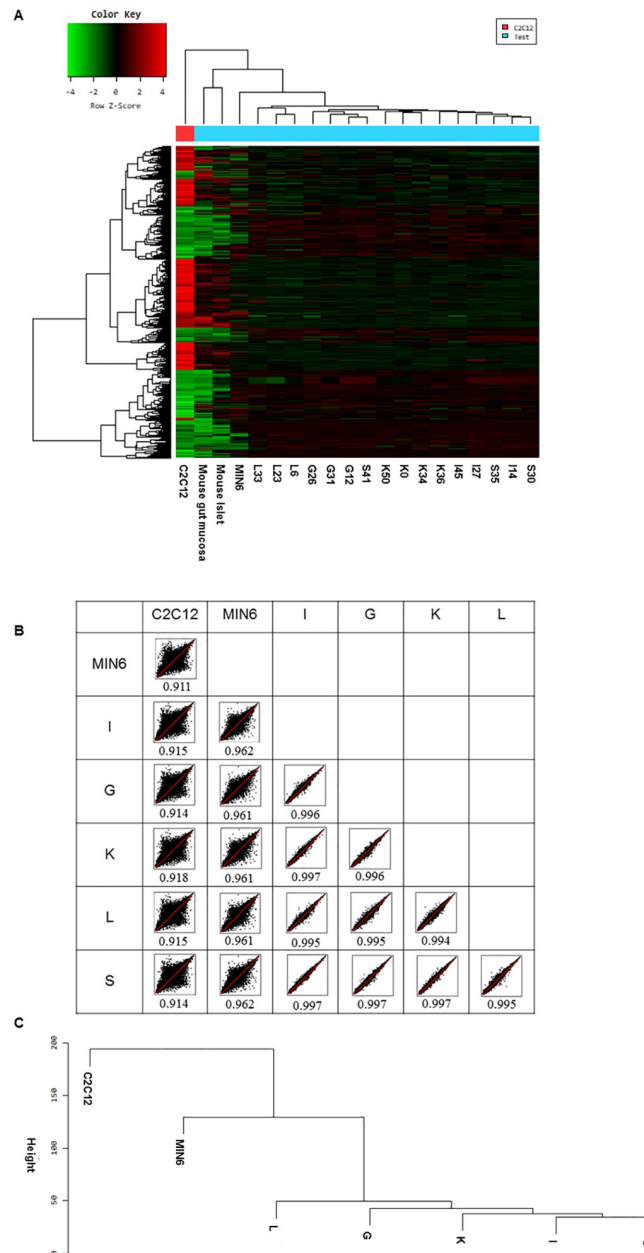 A
Color Key
-4 -2 0 2 4
Row Z-Score
C2C12
Test
C2C12
Mouse gut mucosa
Mouse Islet
MIN6
L33
L23
L6
G26
G31
G12
S41
K50
K0
K34
K36
I45
I27
S35
I14
S30
B
C2C12 MIN6 I G K L
MIN6
0.911
I
0.915 0.962
G
0.914 0.961 0.996
K
0.918 0.961 0.997 0.996
L
0.915 0.961 0.995 0.995 0.994
S
0.914 0.962 0.997 0.997 0.997 0.995
C
Height
200
150
100
50
C2C12
MIN6
L
G
K
I